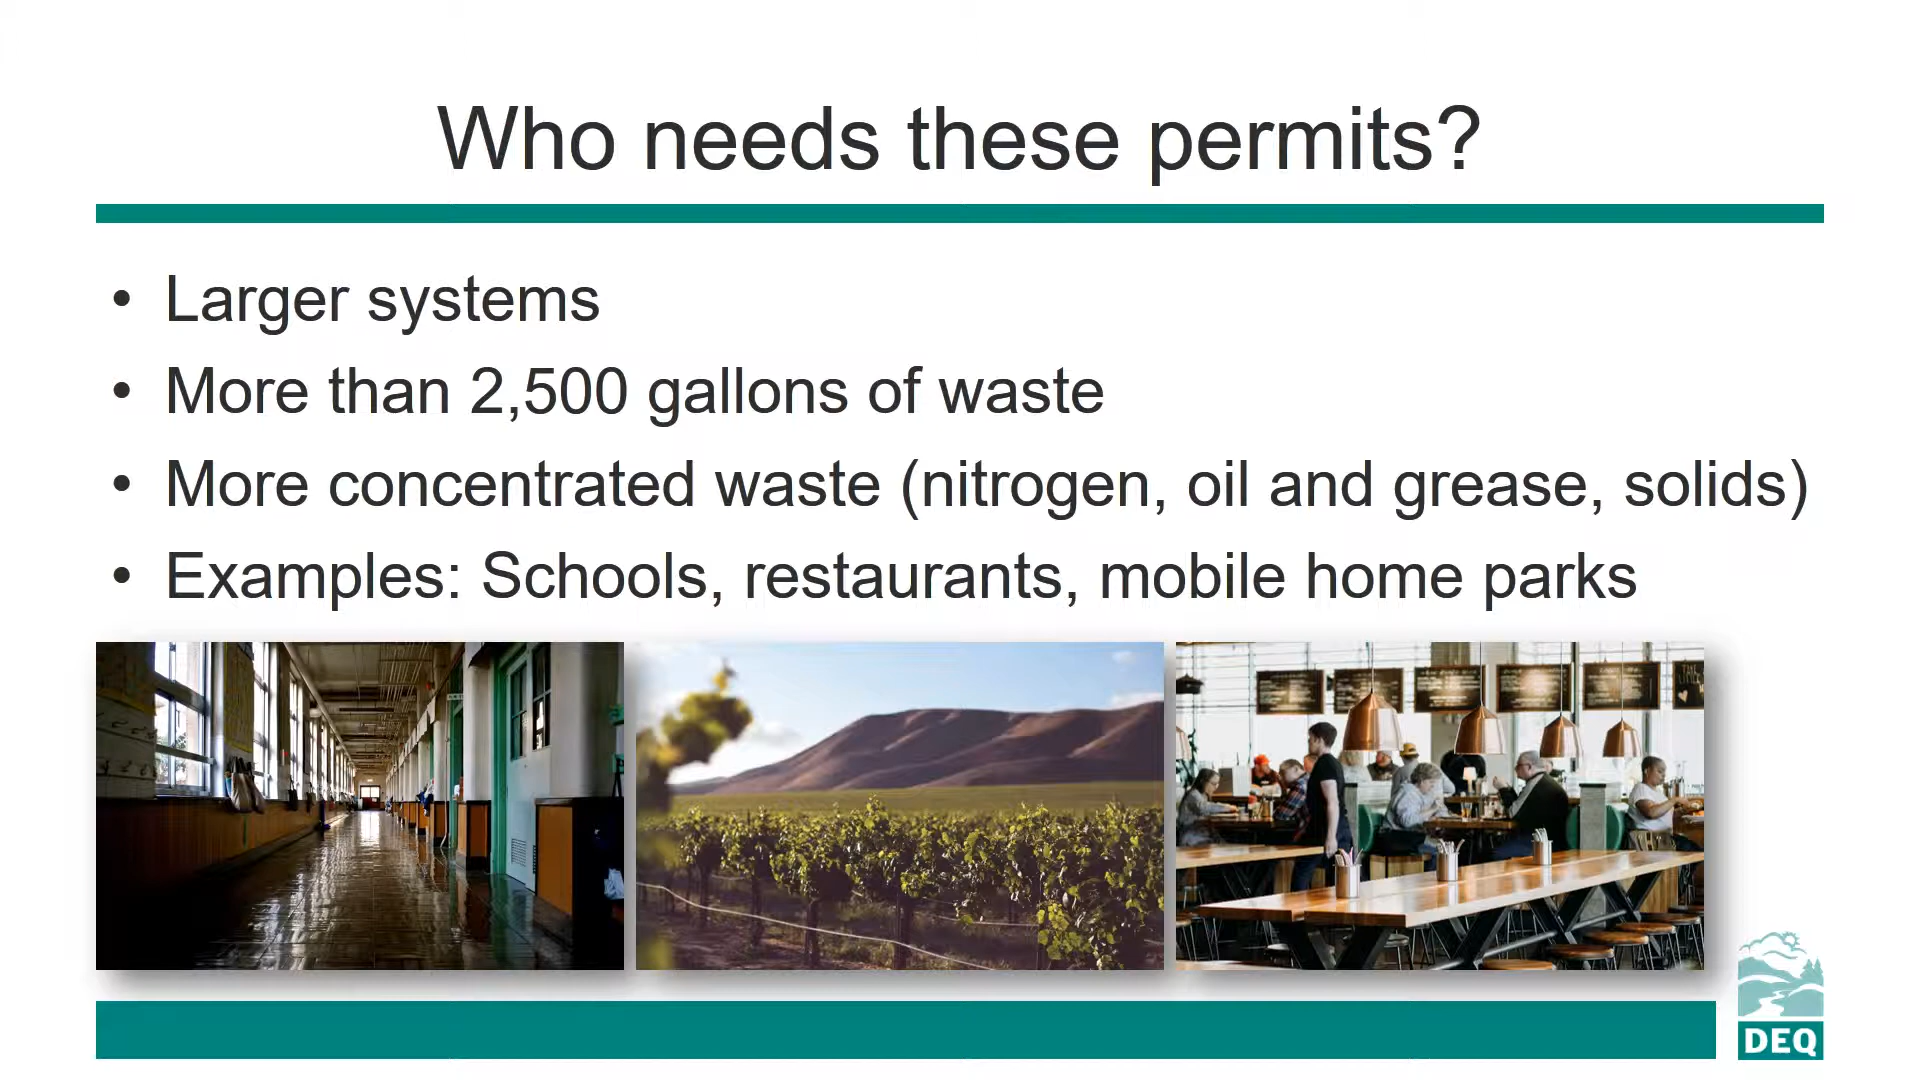 Who needs these permits?
• Larger systems
• More than 2,500 gallons of waste
• More concentrated waste (nitrogen, oil and grease, solids)
• Examples: Schools, restaurants, mobile home parks
DEQ